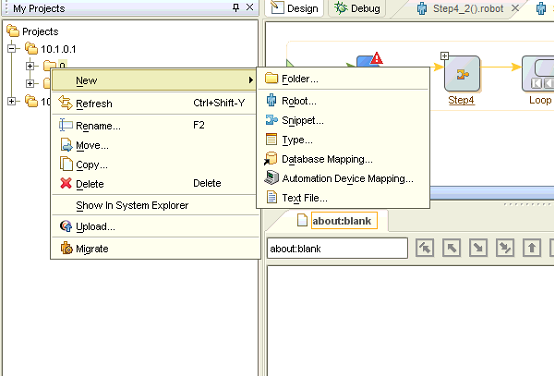 My Projects
Design
Debug
Step4_2().robot
Projects
10.1.0.1
New
Folder...
Refresh Ctrl+Shift-Y
Robot...
Step4
Loop
Rename... F2
Snippet...
Move...
Type...
Copy...
Database Mapping...
Delete Delete
Automation Device Mapping...
Show In System Explorer
Text File...
Upload...
about:blank
Migrate
about:blank